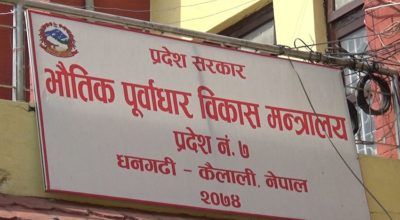 प्रदेश सरकार
भौतिक पूर्वाधार विकास मन्त्रालय
प्रदेश नं. ७
धनगढी - कैलाली, नेपाल
२०७४